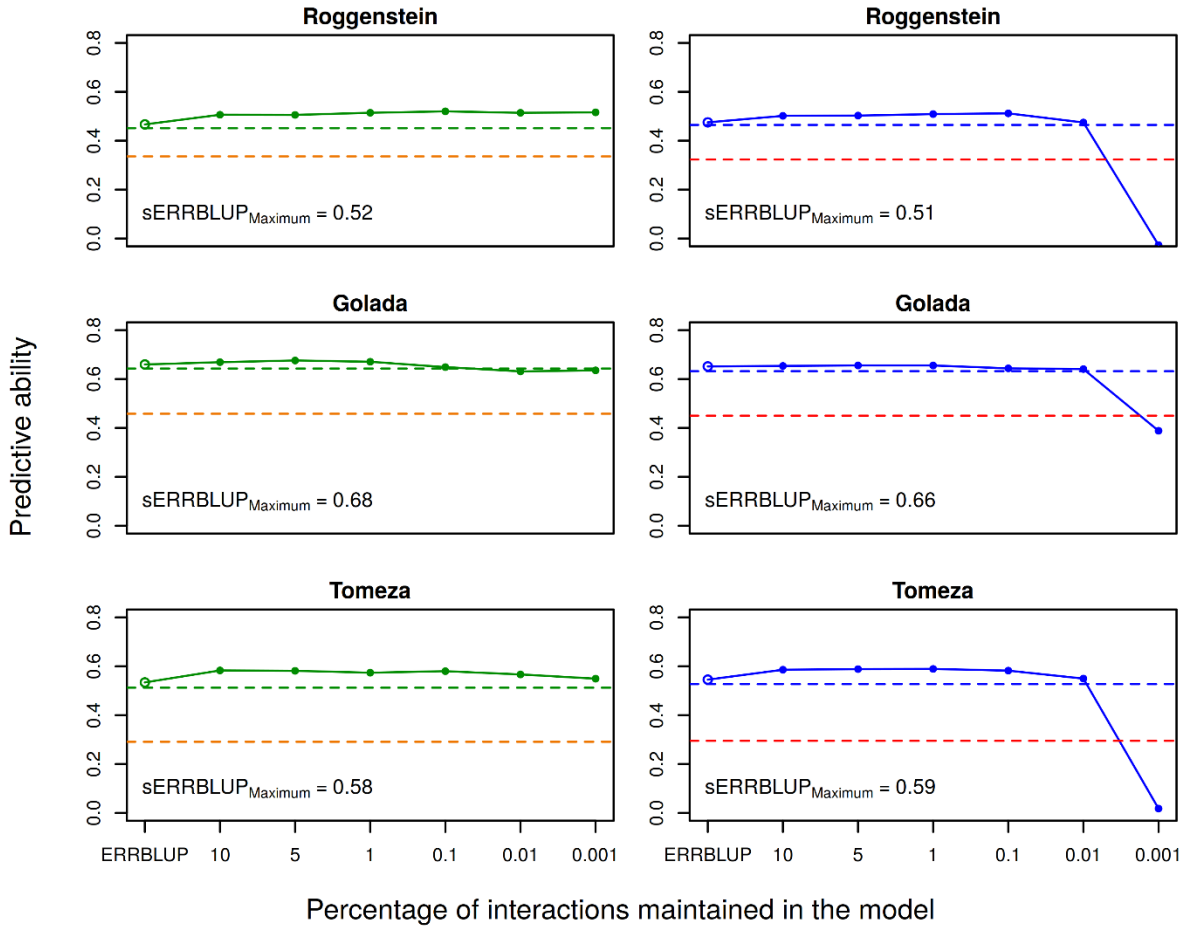 Roggenstein
Roggenstein
0.8
0.6
0.4
0.2
0.0
sERRBLUPMaximum = 0.52
sERRBLUPMaximum = 0.51
0.8
0.6
0.4
0.2
0.0
Golada
Golada
0.8
0.6
0.4
0.2
0.0
sERRBLUPMaximum = 0.68
sERRBLUPMaximum = 0.66
0.8
0.6
0.4
0.2
0.0
Predictive ability
Tomeza
Tomeza
0.8
0.6
0.4
0.2
0.0
sERRBLUPMaximum = 0.58
sERRBLUPMaximum = 0.59
0.8
0.6
0.4
0.2
0.0
ERRBLUP 10 5 1 0.1 0.01 0.001
ERRBLUP 10 5 1 0.1 0.01 0.001
Percentage of interactions maintained in the model